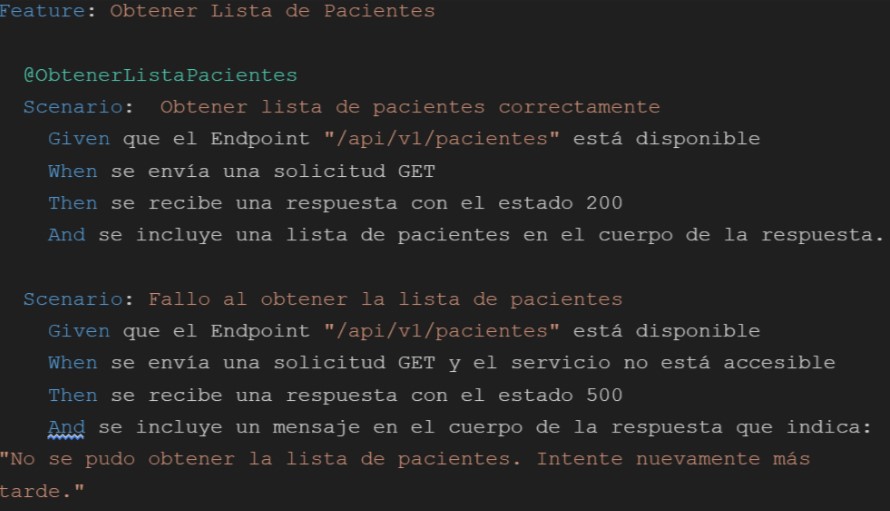 Feature: Obtener Lista de Pacientes
@ObtenerListaPacientes
Scenario:  Obtener lista de pacientes correctamente
Given que el Endpoint "/api/v1/pacientes" está disponible
When se envía una solicitud GET
Then se recibe una respuesta con el estado 200
And se incluye una lista de pacientes en el cuerpo de la respuesta.
Scenario: Fallo al obtener la lista de pacientes
Given que el Endpoint "/api/v1/pacientes" está disponible
When se envía una solicitud GET y el servicio no está accesible
Then se recibe una respuesta con el estado 500
And se incluye un mensaje en el cuerpo de la respuesta que indica:
"No se pudo obtener la lista de pacientes. Intente nuevamente más
tarde."